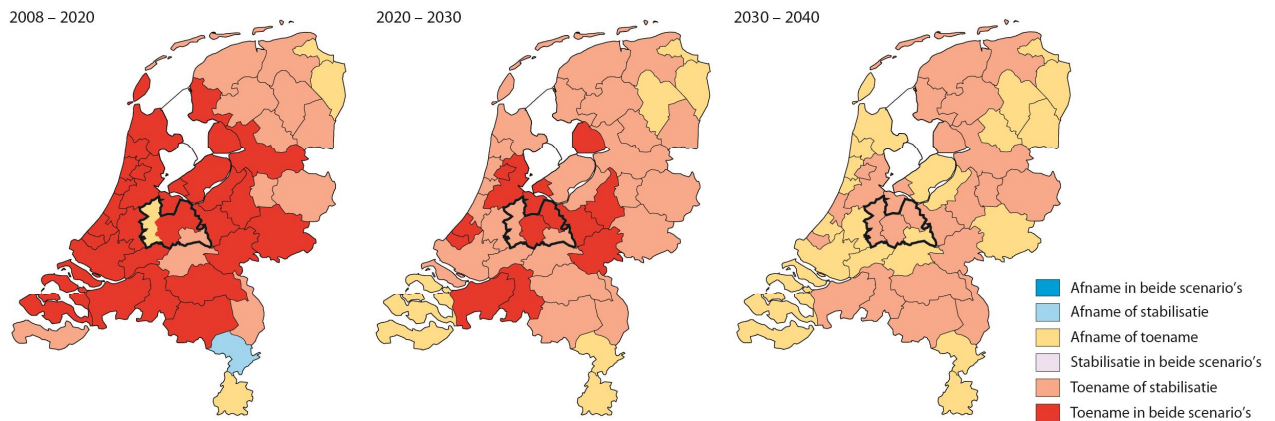 2008 – 2020
2020 – 2030
2030 – 2040
Afname in beide scenario's
Afname of stabilisatie
Afname of toename
Stabilisatie in beide scenario's
Toename of stabilisatie
Toename in beide scenario's